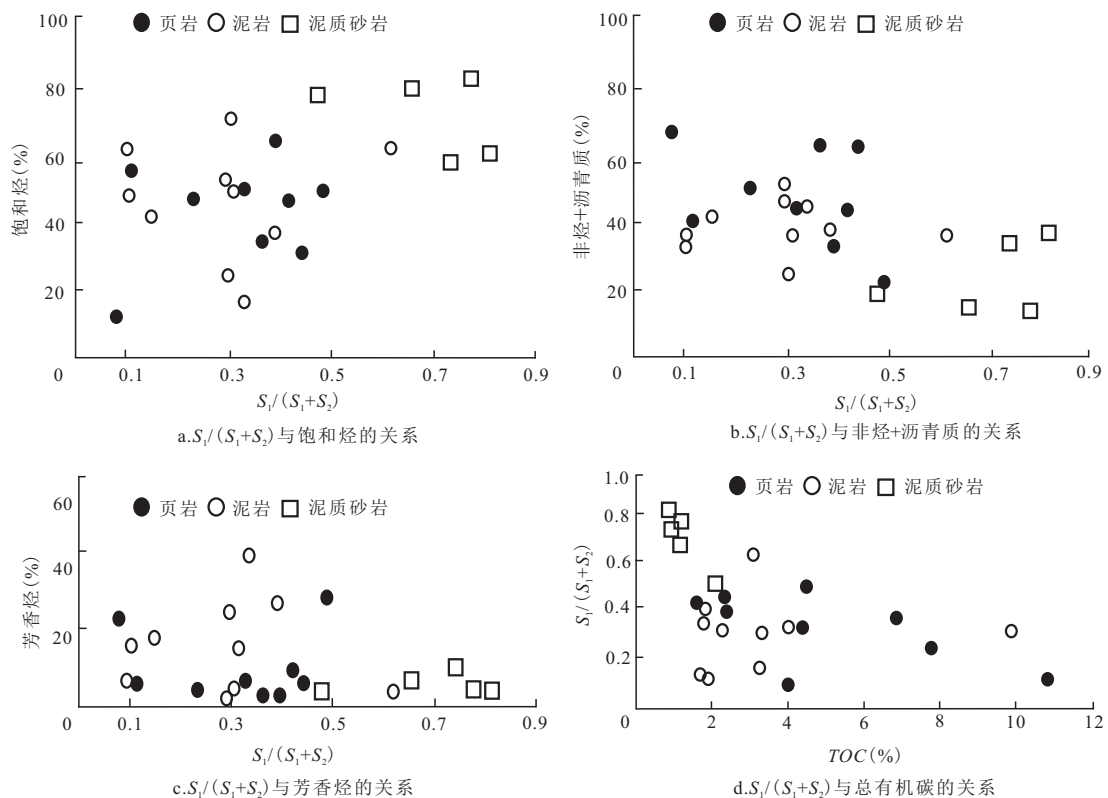 100
80
60
40
20
0
0.1 0.3 0.5 0.7 0.9
饱和烃(%)
页岩 泥岩 泥质砂岩
S₁/(S₁+S₂)
a.S₁/(S₁+S₂)与饱和烃的关系
100
80
60
40
20
0
0.1 0.3 0.5 0.7 0.9
非烃+沥青质(%)
页岩 泥岩 泥质砂岩
S₁/(S₁+S₂)
b.S₁/(S₁+S₂)与非烃+沥青质的关系
60
40
20
0
0.1 0.3 0.5 0.7 0.9
芳香烃(%)
页岩 泥岩 泥质砂岩
S₁/(S₁+S₂)
c.S₁/(S₁+S₂)与芳香烃的关系
1.0
0.8
0.6
0.4
0.2
0
2 4 6 8 10 12
S₁/(S₁+S₂)
页岩 泥岩 泥质砂岩
TOC(%)
d.S₁/(S₁+S₂)与总有机碳的关系